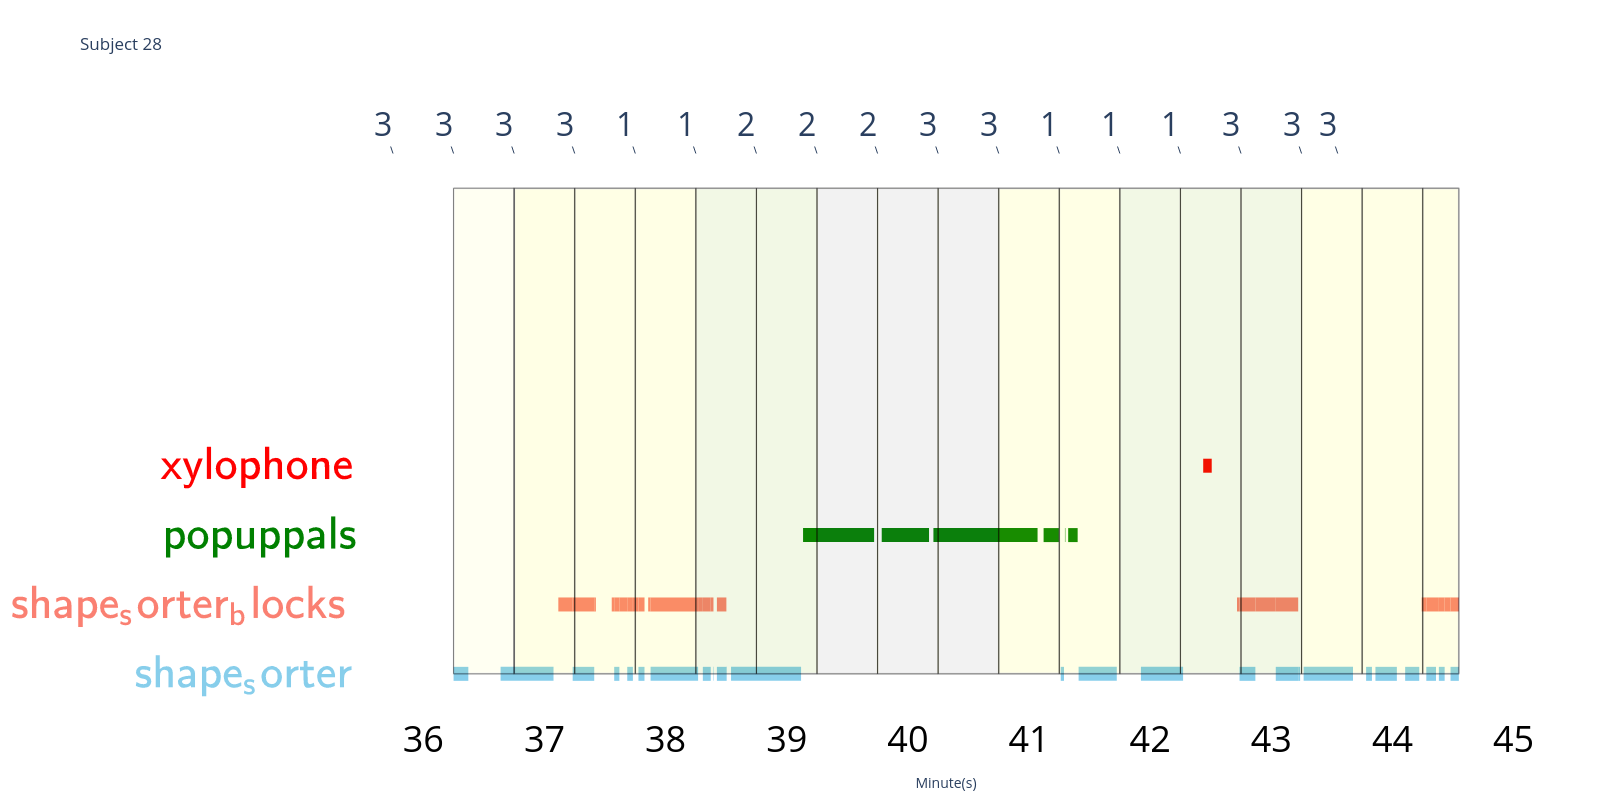 Subject 28
3 3 3 3 1 1 2 2 2 3 3 1 1 1 3 3 3
xylophone
popuppals
shapesorterblocks
shapesorter
36 37 38 39 40 41 42 43 44 45
Minute(s)